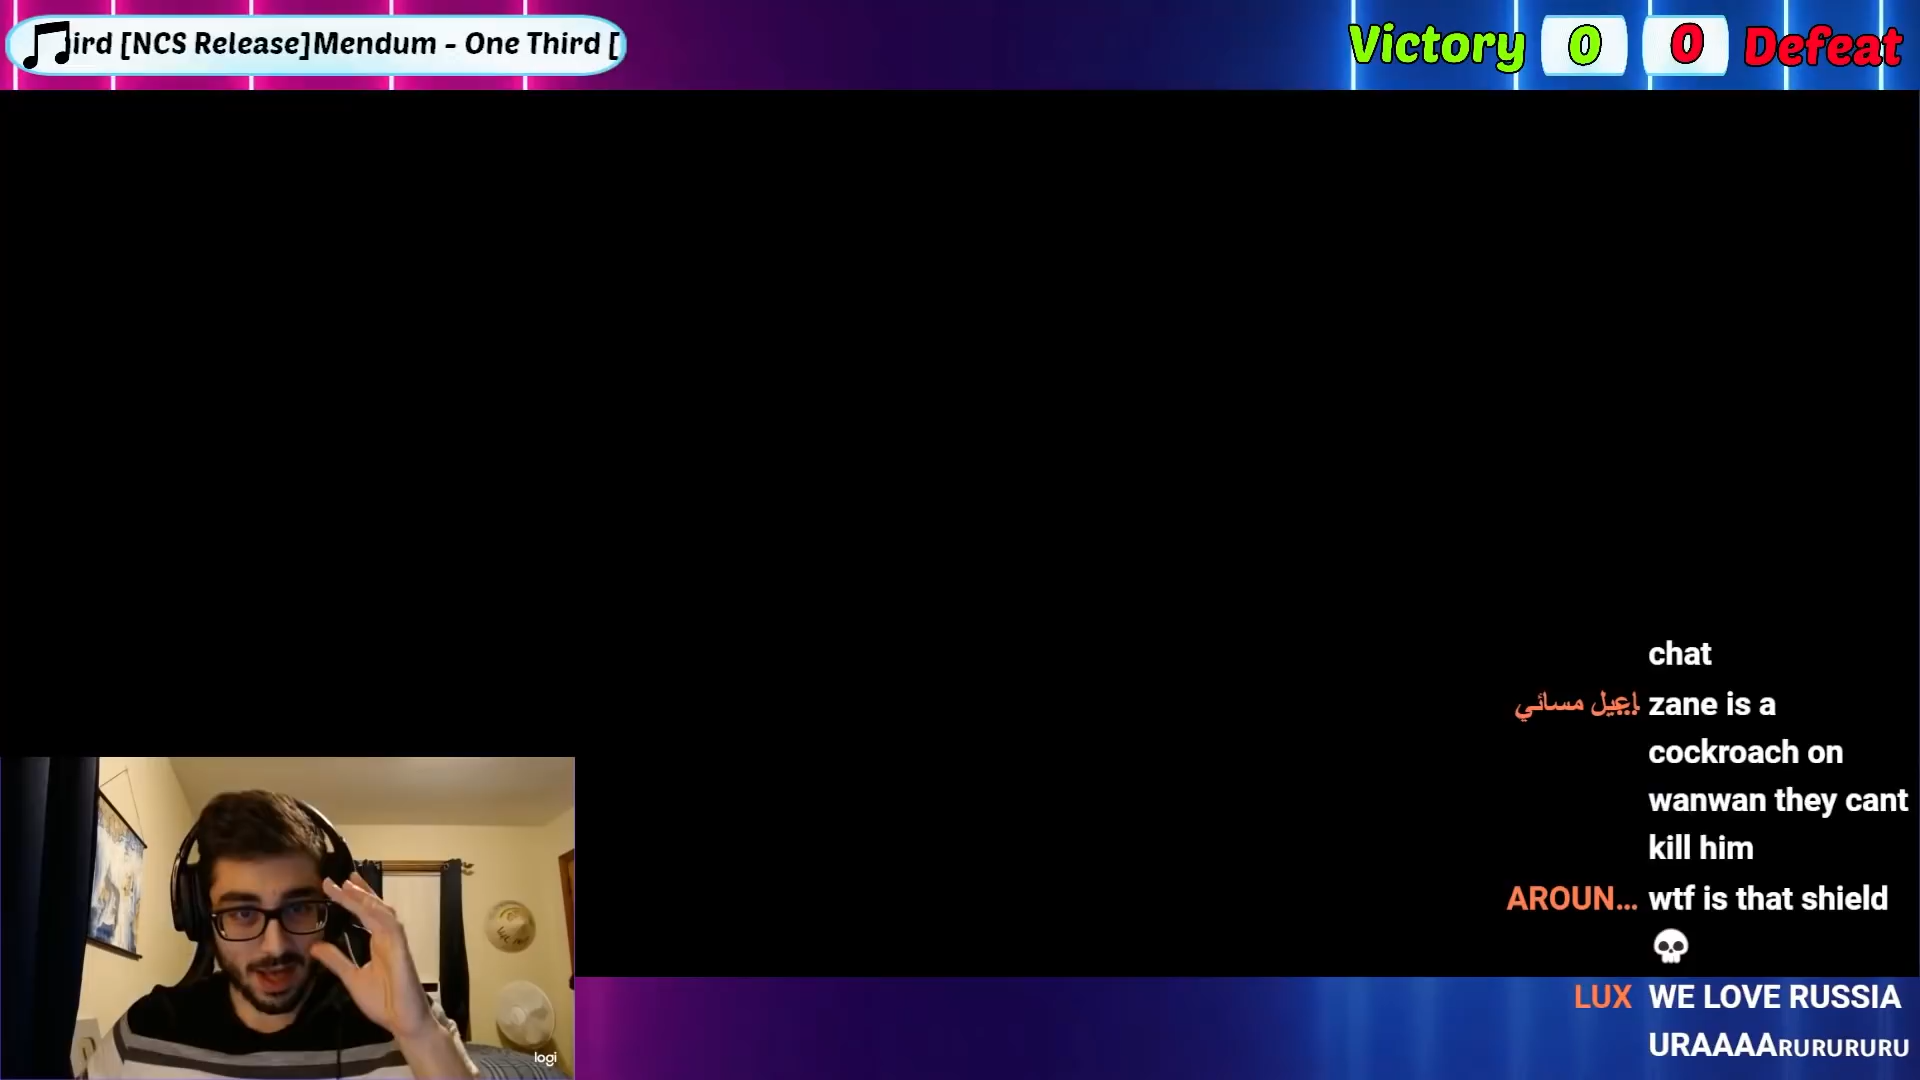 ird [NCS Release]Mendum - One Third [
Victory 0 0 Defeat
chat
اعيل مسائي zane is a
cockroach on
wanwan they cant
kill him
AROUN... wtf is that shield
💀
LUX WE LOVE RUSSIA
URAAAARURURURU
logi